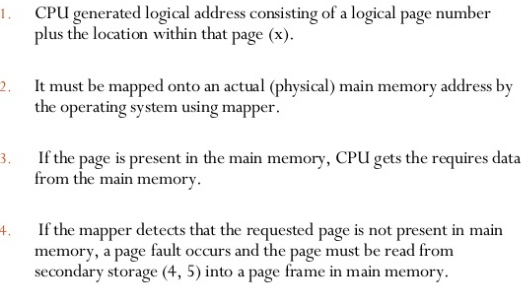 1. CPU generated logical address consisting of a logical page number
plus the location within that page (x).
2. It must be mapped onto an actual (physical) main memory address by
the operating system using mapper.
3. If the page is present in the main memory, CPU gets the requires data
from the main memory.
4. If the mapper detects that the requested page is not present in main
memory, a page fault occurs and the page must be read from
secondary storage (4, 5) into a page frame in main memory.